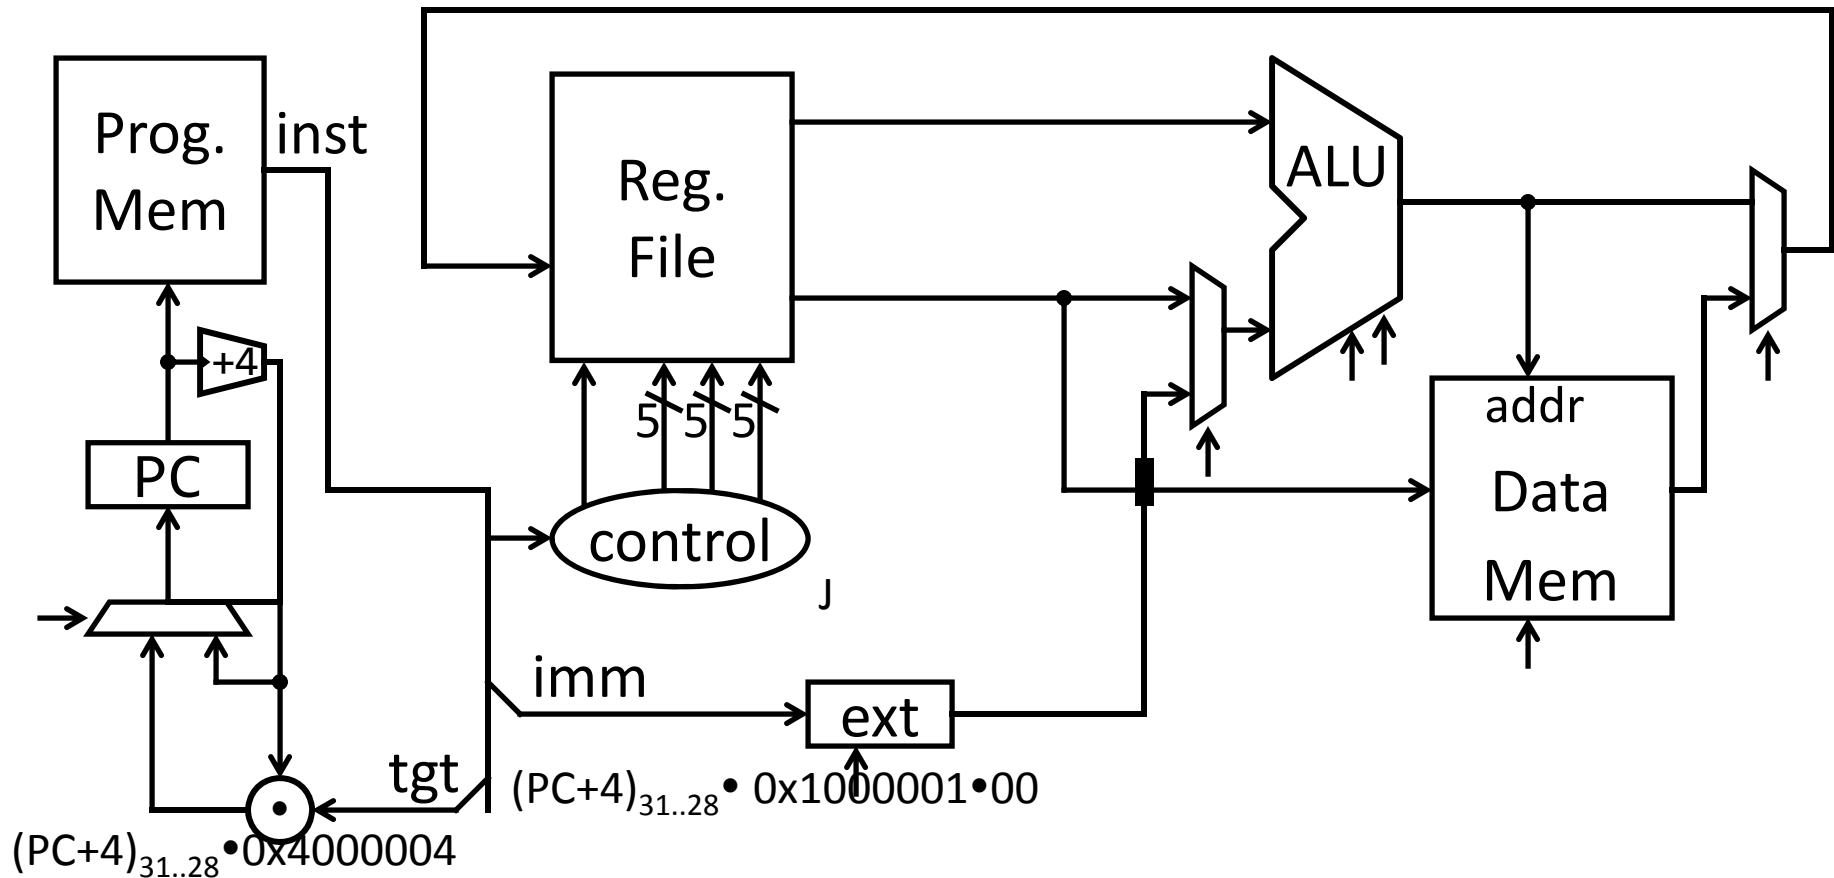 Prog.
Mem
inst
+4
PC
Reg.
File
5 5 5
control
J
ALU
addr
Data
Mem
imm
ext
tgt
(PC+4)31..28 • 0x1000001•00
•
(PC+4)31..28•0x4000004